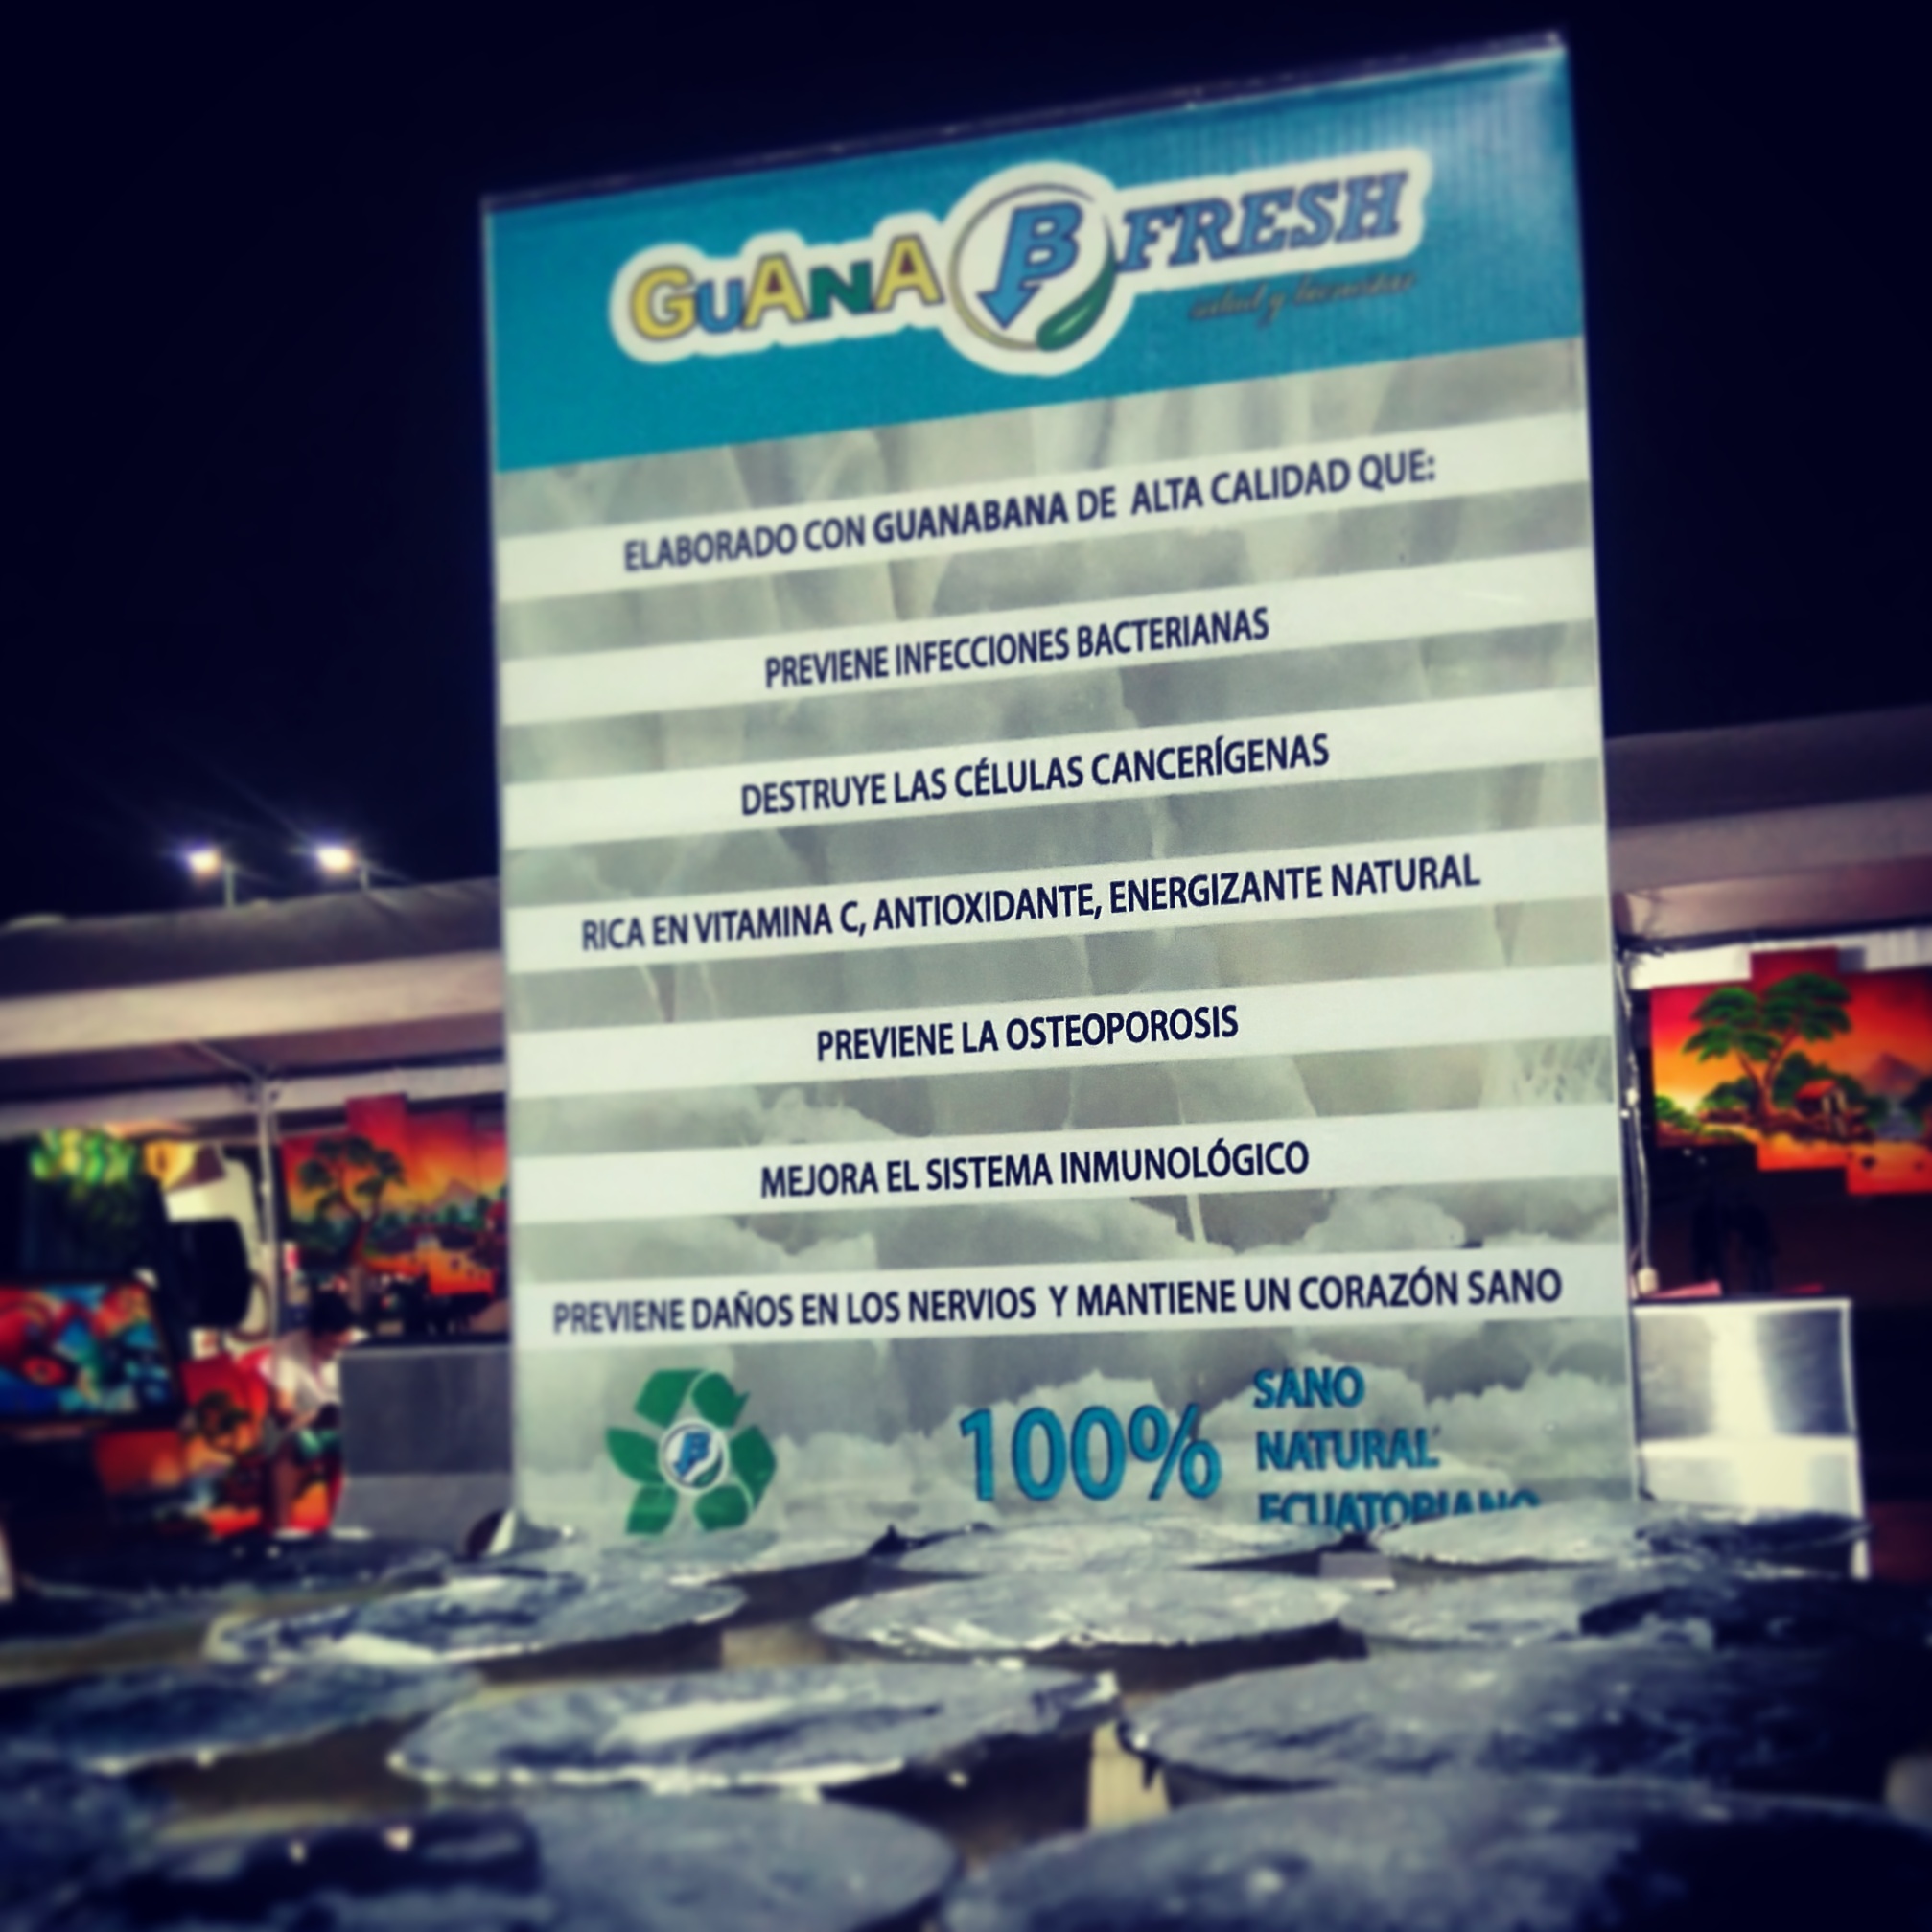 GUANA B FRESH
ELABORADO CON GUANABANA DE ALTA CALIDAD QUE:
PREVIENE INFECCIONES BACTERIANAS
DESTRUYE LAS CÉLULAS CANCERÍGENAS
RICA EN VITAMINA C, ANTIOXIDANTE, ENERGIZANTE NATURAL
PREVIENE LA OSTEOPOROSIS
MEJORA EL SISTEMA INMUNOLÓGICO
PREVIENE DAÑOS EN LOS NERVIOS Y MANTIENE UN CORAZÓN SANO
B
100%
SANO
NATURAL
ECUATORIANO